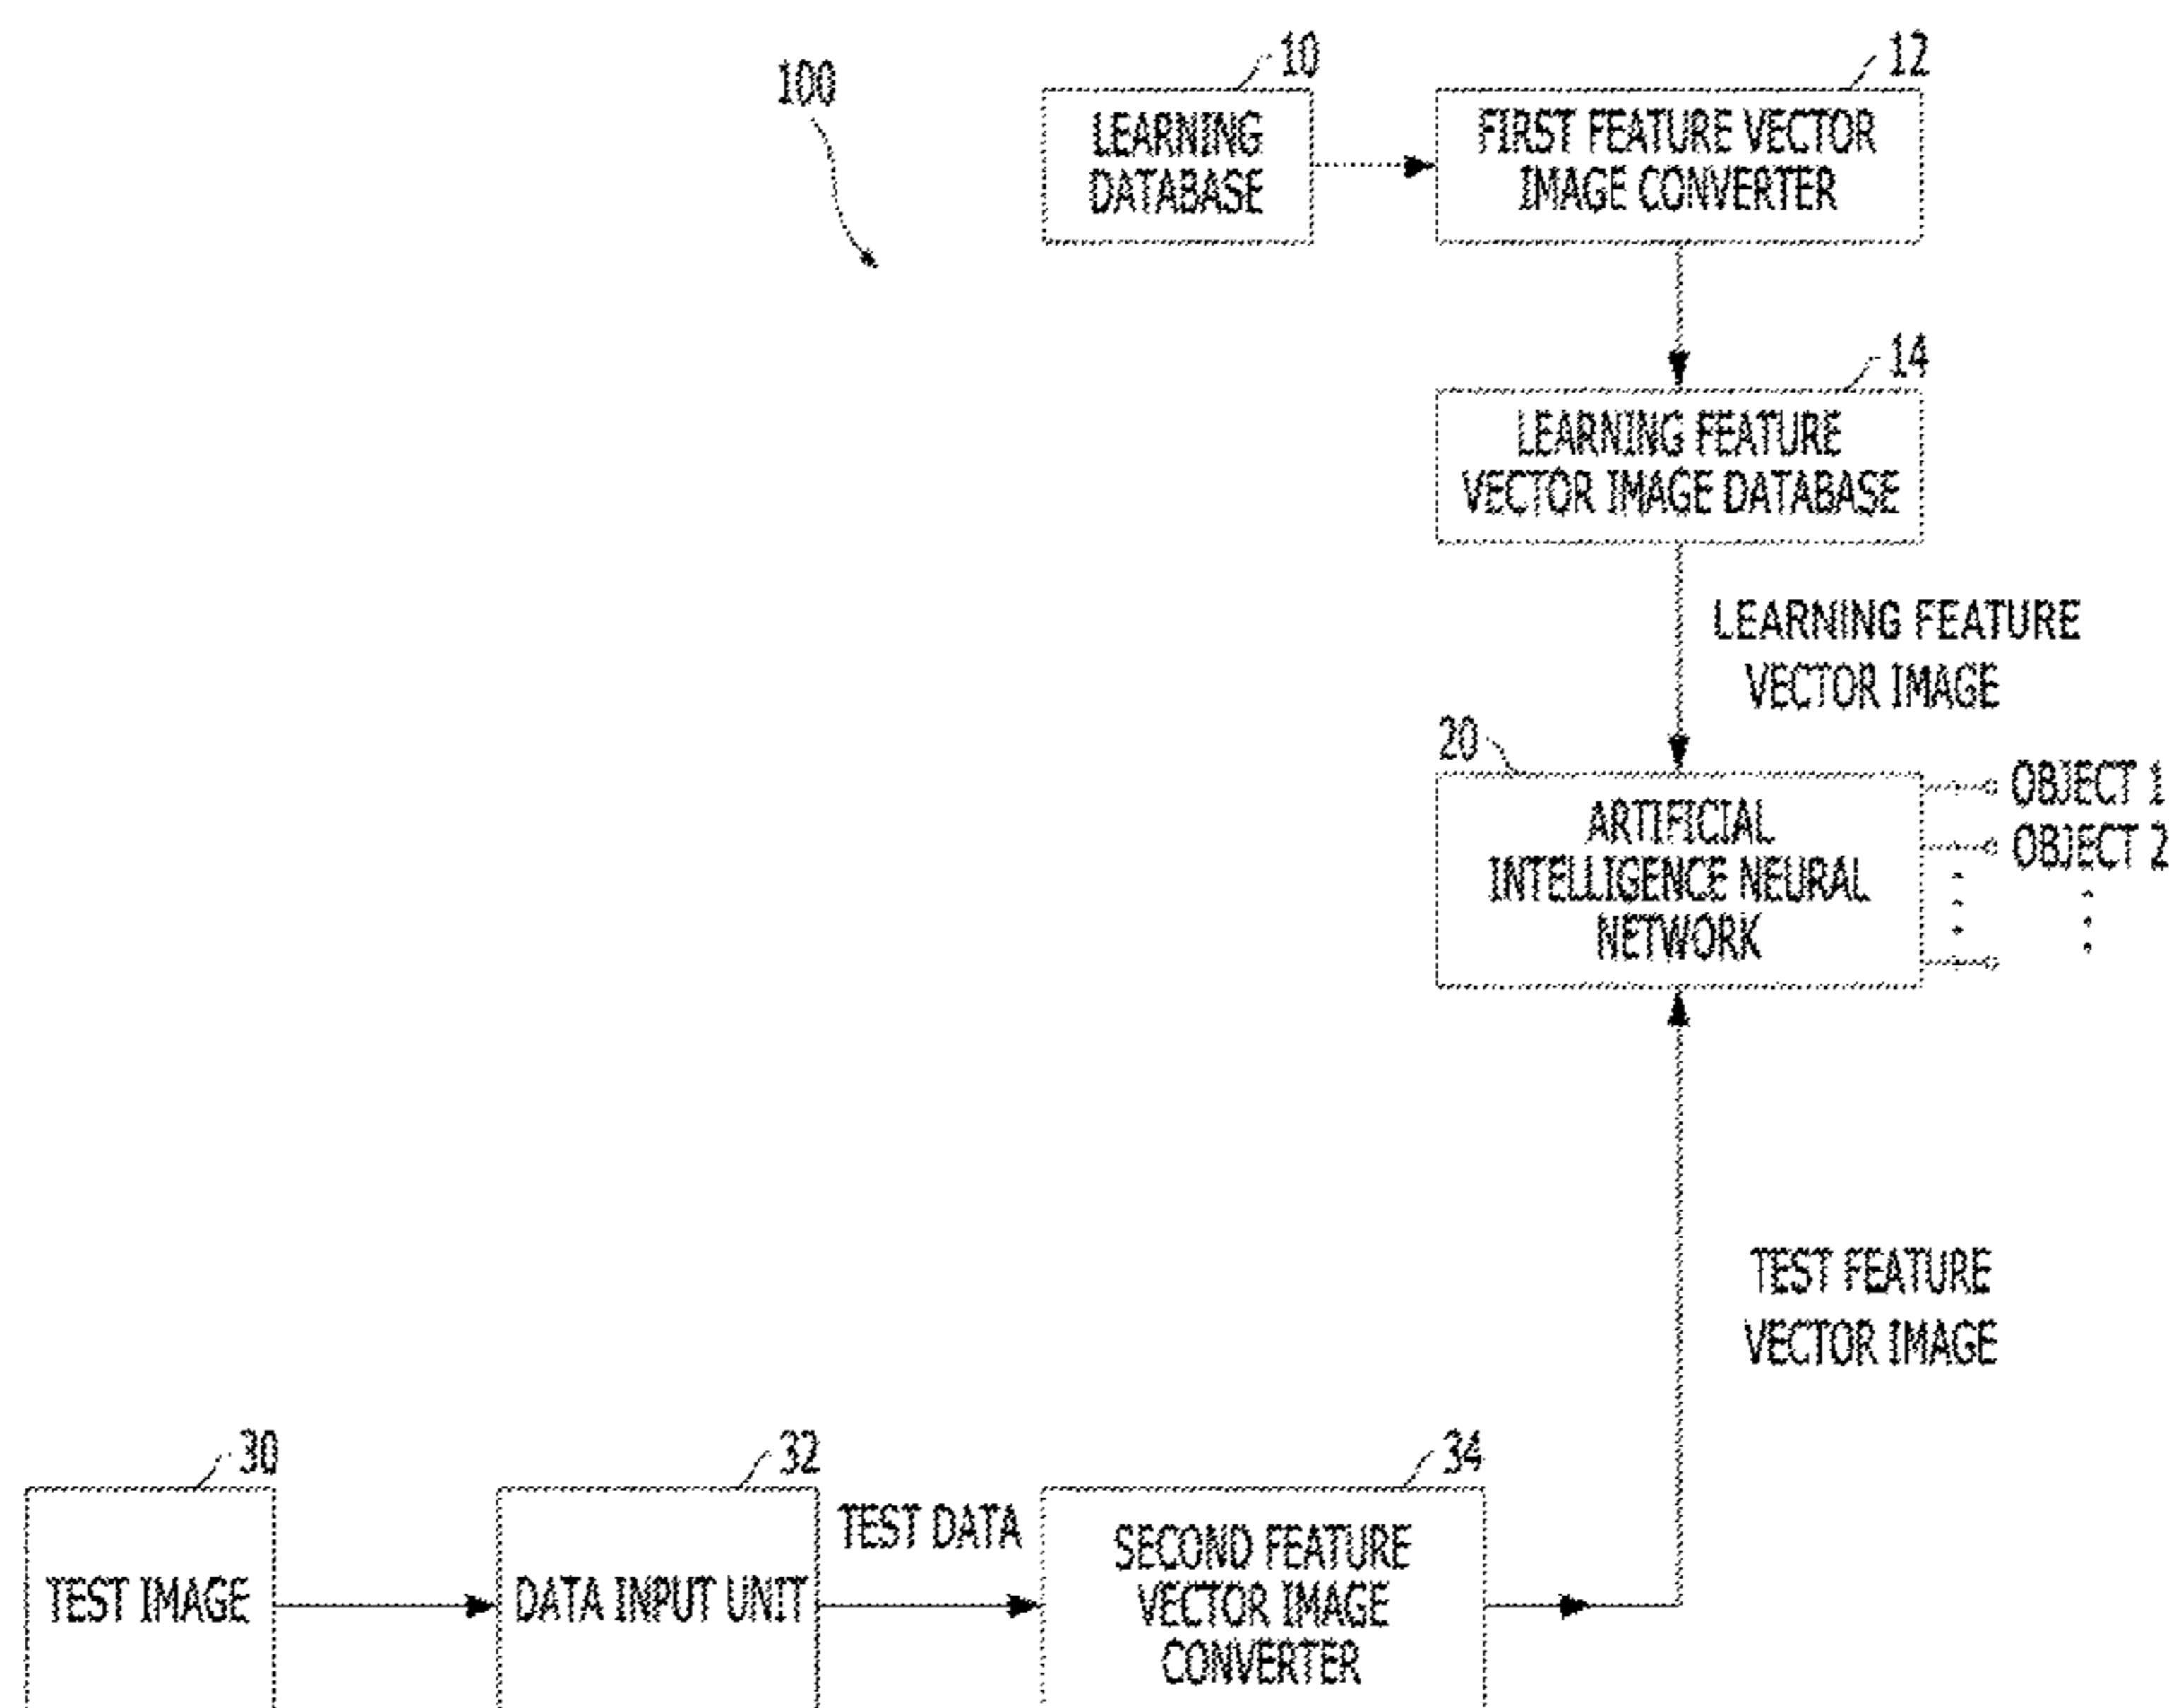 100
10
LEARNING
DATABASE
12
FIRST FEATURE VECTOR
IMAGE CONVERTER
14
LEARNING FEATURE
VECTOR IMAGE DATABASE
LEARNING FEATURE
VECTOR IMAGE
20
ARTIFICIAL
INTELLIGENCE NEURAL
NETWORK
OBJECT 1
OBJECT 2
TEST FEATURE
VECTOR IMAGE
30
TEST IMAGE
32
DATA INPUT UNIT
TEST DATA
34
SECOND FEATURE
VECTOR IMAGE
CONVERTER